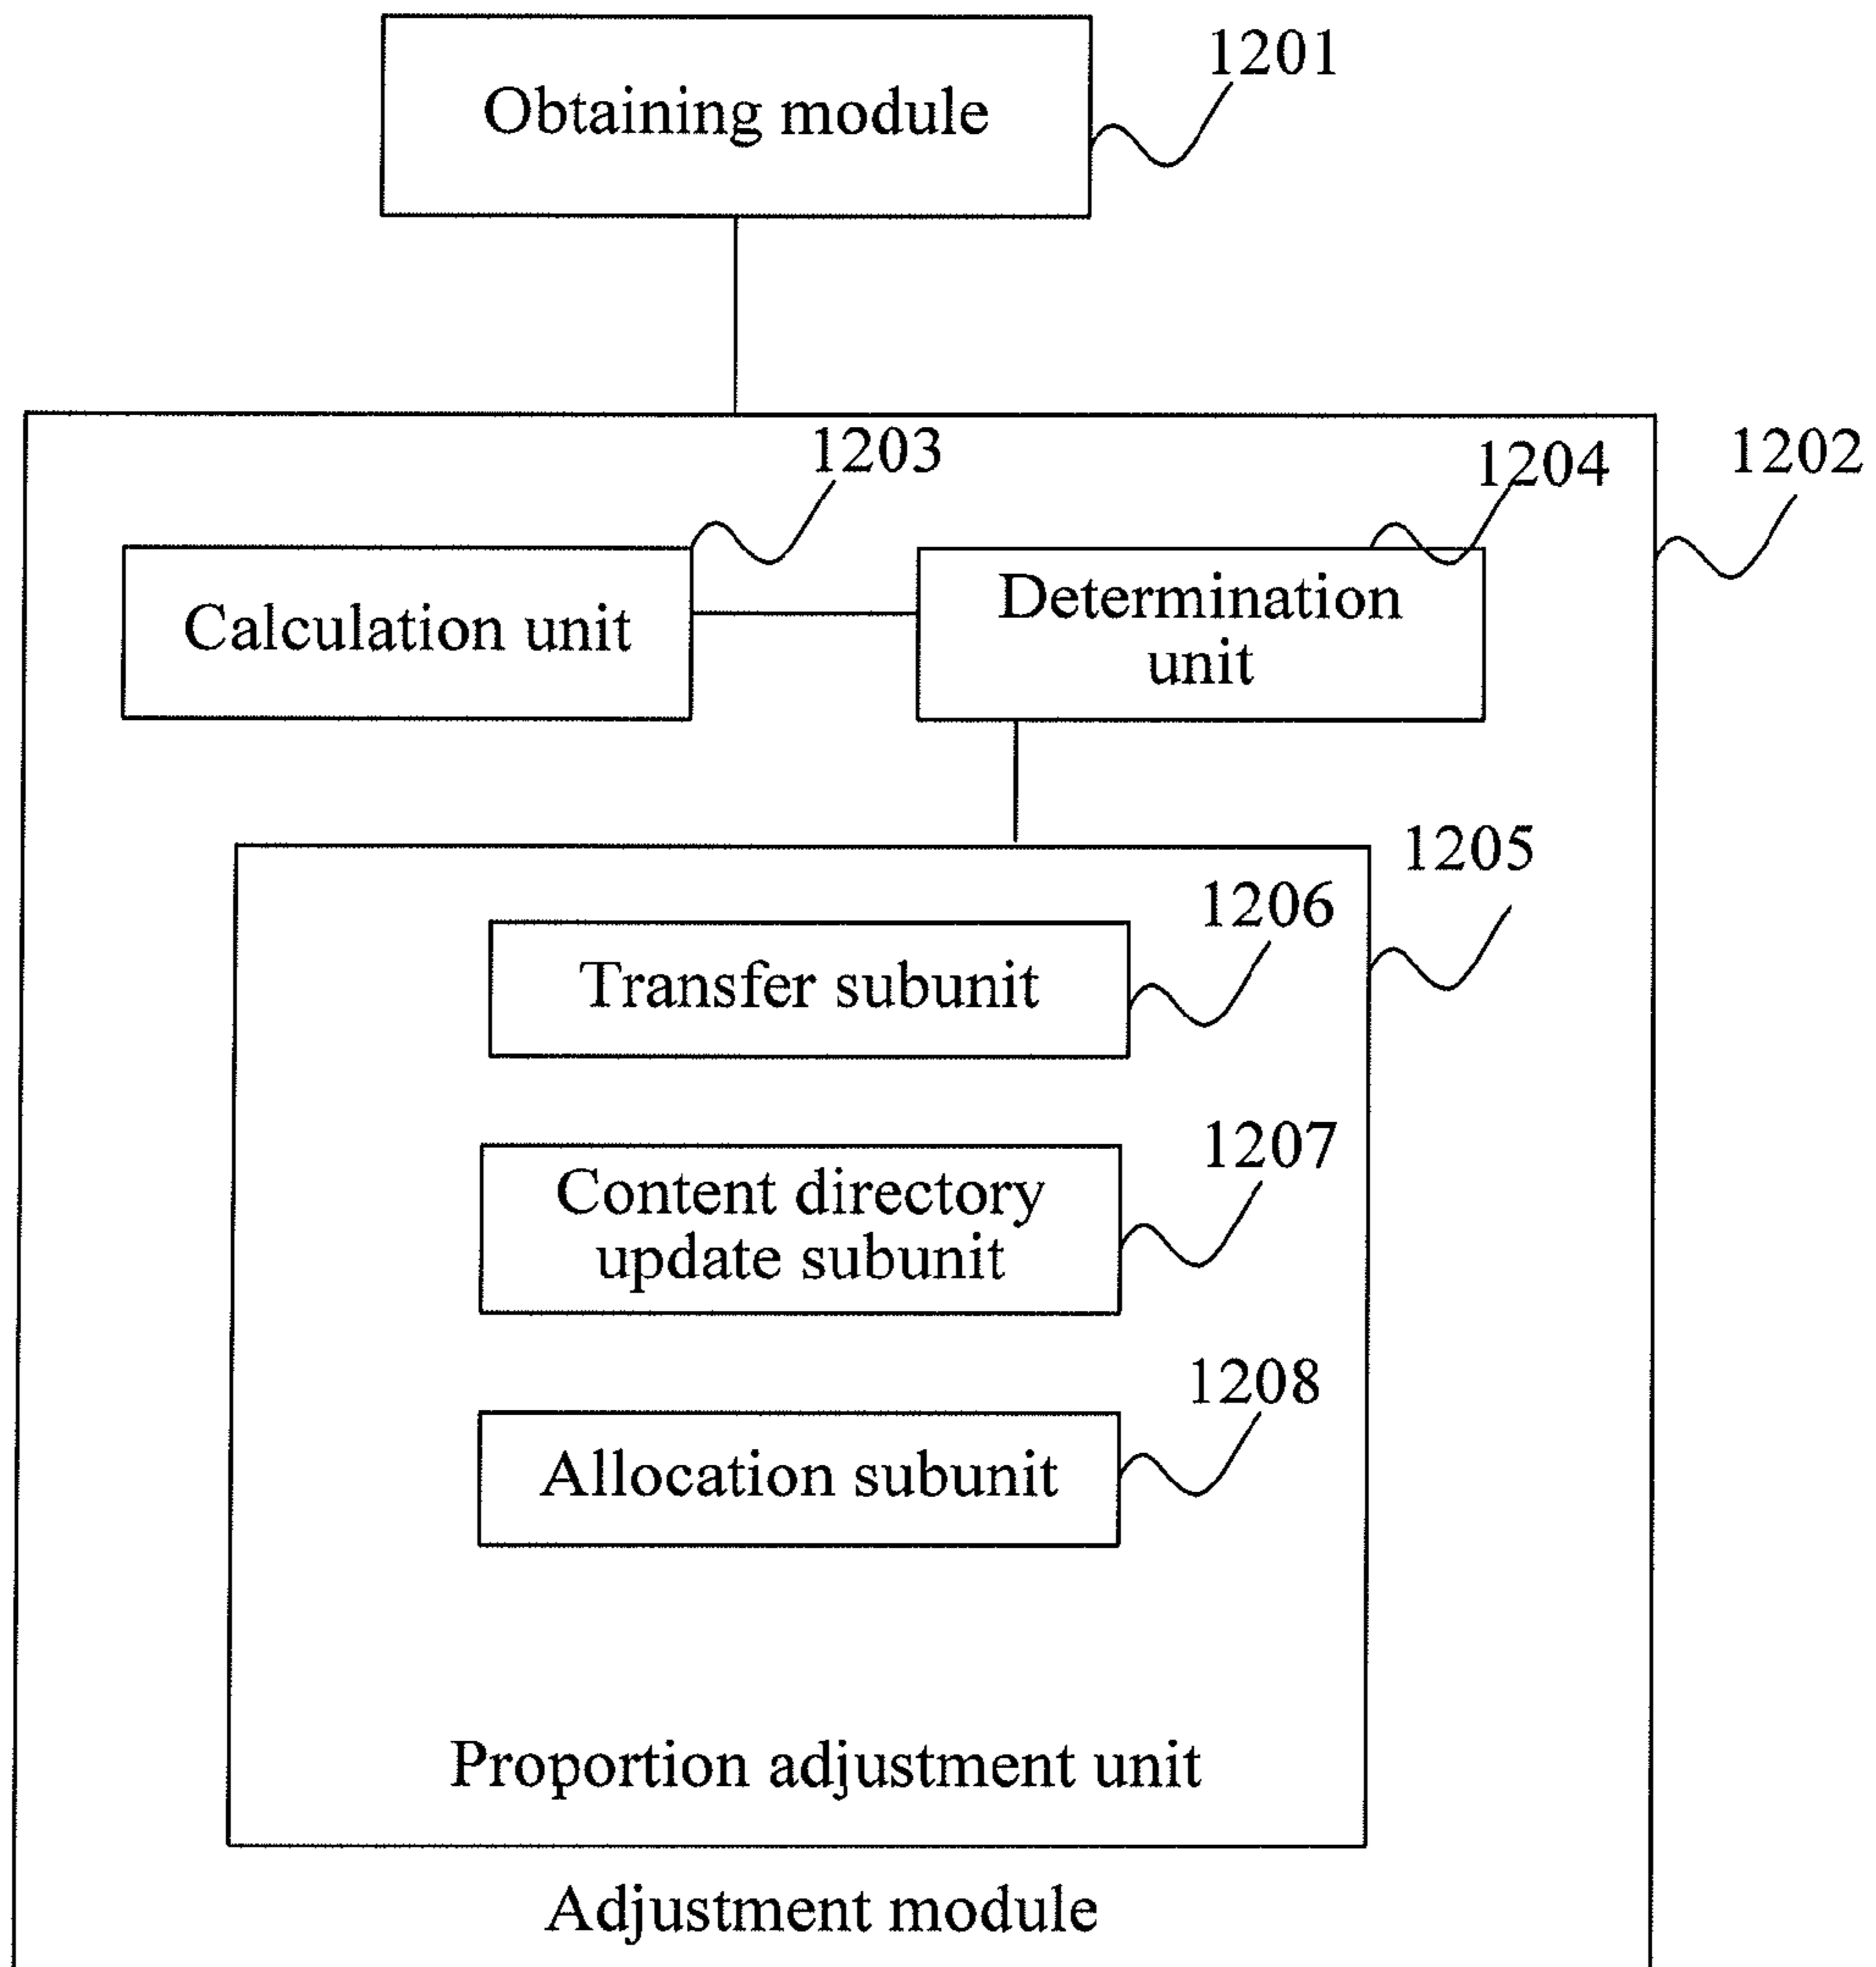 1201
Obtaining module
1203
1204
1202
Calculation unit
Determination
unit
1205
1206
Transfer subunit
1207
Content directory
update subunit
1208
Allocation subunit
Proportion adjustment unit
Adjustment module